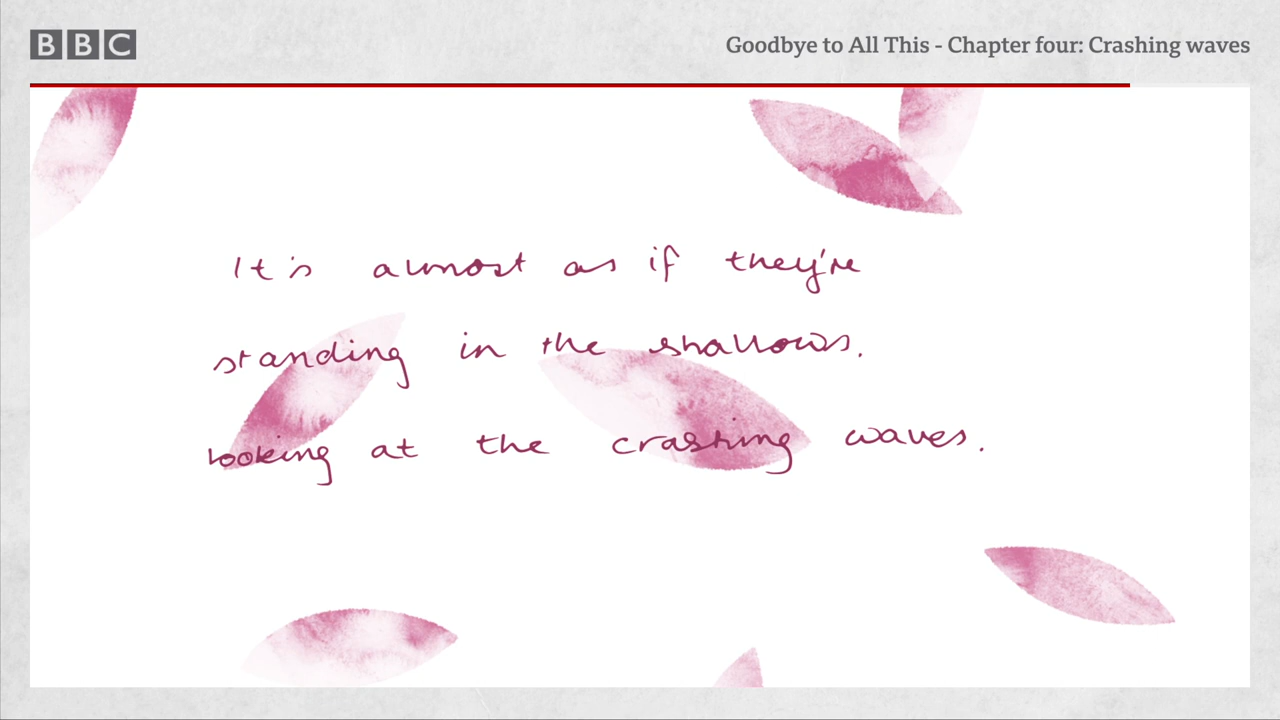 BBC
Goodbye to All This - Chapter four: Crashing waves
It is almost as if they're
standing in the shallows.
looking at the crashing waves.